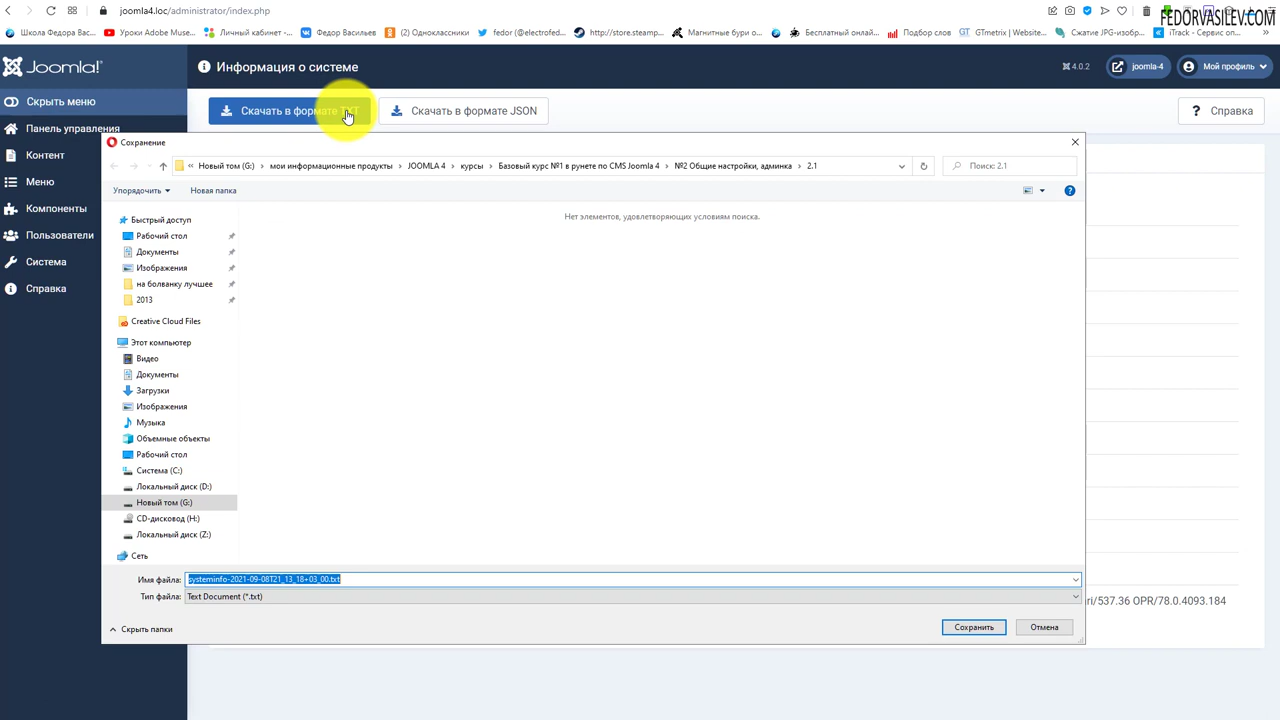 joomla4.loc/administrator/index.php
FEDORVASILEV.COM
Школа Федора Вас...
Уроки Adobe Muse...
Личный кабинет -...
Федор Васильев
(2) Одноклассники
fedor (@electrofed...
http://store.steamp...
Магнитные бури о...
Бесплатный онлай...
Подбор слов
GTmetrix | Website...
Сжатие JPG-изобр...
iTrack - Сервис оп...
Joomla!
Информация о системе
4.0.2
joomla-4
Мой профиль
Скрыть меню
Скачать в формате TXT
Скачать в формате JSON
Справка
Панель управления
Контент
Меню
Компоненты
Пользователи
Система
Справка
Сохранение
« Новый том (G:) > мои информационные продукты > JOOMLA 4 > курсы > Базовый курс №1 в рунете по CMS Joomla 4 > №2 Общие настройки, админка > 2.1
Поиск: 2.1
Упорядочить
Новая папка
Нет элементов, удовлетворяющих условиям поиска.
Быстрый доступ
Рабочий стол
Документы
Изображения
на болванку лучшее
2013
Creative Cloud Files
Этот компьютер
Видео
Документы
Загрузки
Изображения
Музыка
Объемные объекты
Рабочий стол
Система (C:)
Локальный диск (D:)
Новый том (G:)
CD-дисковод (H:)
Локальный диск (Z:)
Сеть
Имя файла: systeminfo-2021-09-08T21_13_18+03_00.txt
Тип файла: Text Document (*.txt)
ri/537.36 OPR/78.0.4093.184
Скрыть папки
Сохранить
Отмена